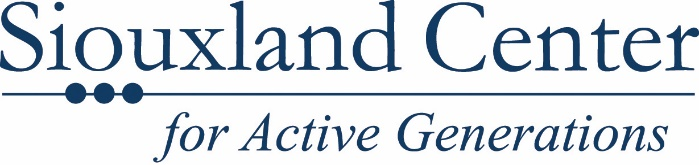 Siouxland Center
for Active Generations